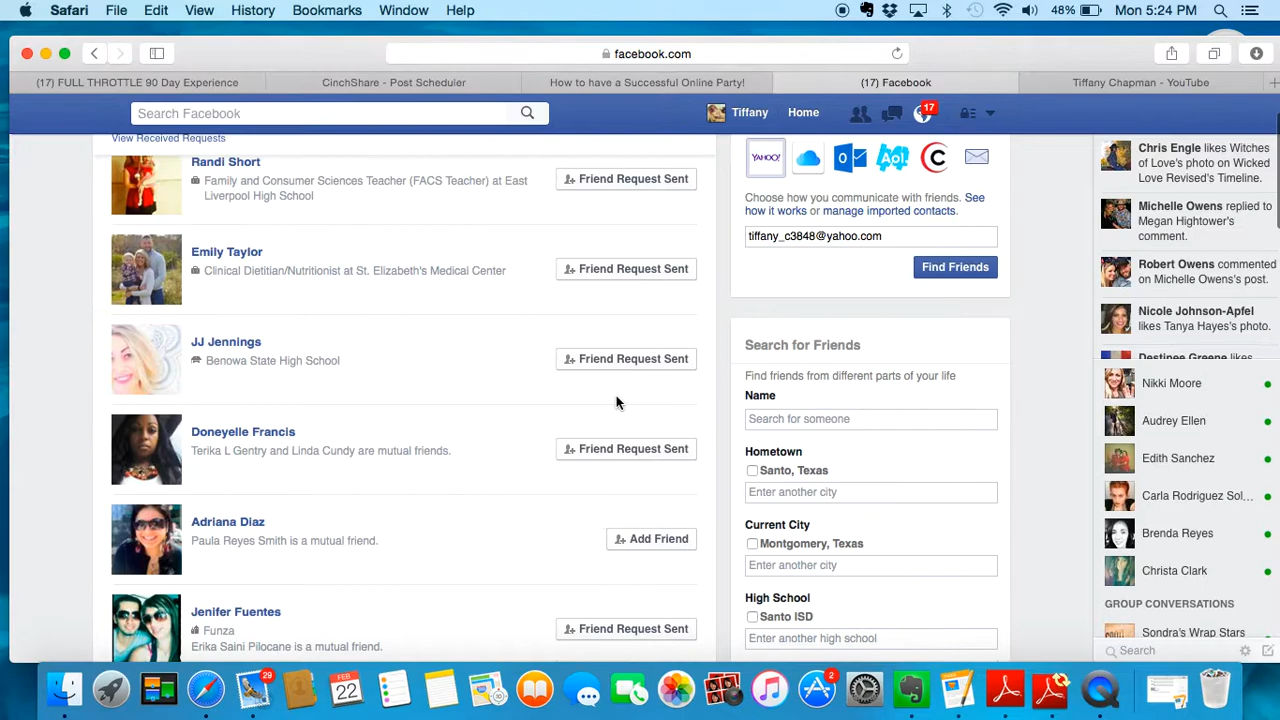 Safari File Edit View History Bookmarks Window Help 48% Mon 5:24 PM
facebook.com
(17) FULL THROTTLE 90 Day Experience CinchShare - Post Scheduler How to have a Successful Online Party! (17) Facebook Tiffany Chapman - YouTube
Search Facebook Tiffany Home 17
View Received Requests
Randi Short
Family and Consumer Sciences Teacher (FACS Teacher) at East
Liverpool High School
Friend Request Sent
Emily Taylor
Clinical Dietitian/Nutritionist at St. Elizabeth's Medical Center
Friend Request Sent
JJ Jennings
Benowa State High School
Friend Request Sent
Doneyelle Francis
Terika L Gentry and Linda Cundy are mutual friends.
Friend Request Sent
Adriana Diaz
Paula Reyes Smith is a mutual friend.
Add Friend
Jenifer Fuentes
Funza
Erika Saini Pilocane is a mutual friend.
Friend Request Sent
YAHOO! Aol. C
Choose how you communicate with friends. See
how it works or manage imported contacts.
tiffany_c3848@yahoo.com
Find Friends
Search for Friends
Find friends from different parts of your life
Name
Search for someone
Hometown
Santo, Texas
Enter another city
Current City
Montgomery, Texas
Enter another city
High School
Santo ISD
Enter another high school
Chris Engle likes Witches
of Love's photo on Wicked
Love Revised's Timeline.
Michelle Owens replied to
Megan Hightower's
comment.
Robert Owens commented
on Michelle Owens's post.
Nicole Johnson-Apfel
likes Tanya Hayes's photo.
Destinee Greene likes
Nikki Moore
Audrey Ellen
Edith Sanchez
Carla Rodriguez Sol...
Brenda Reyes
Christa Clark
GROUP CONVERSATIONS
Sondra's Wrap Stars
Search
29
FEB
22
2